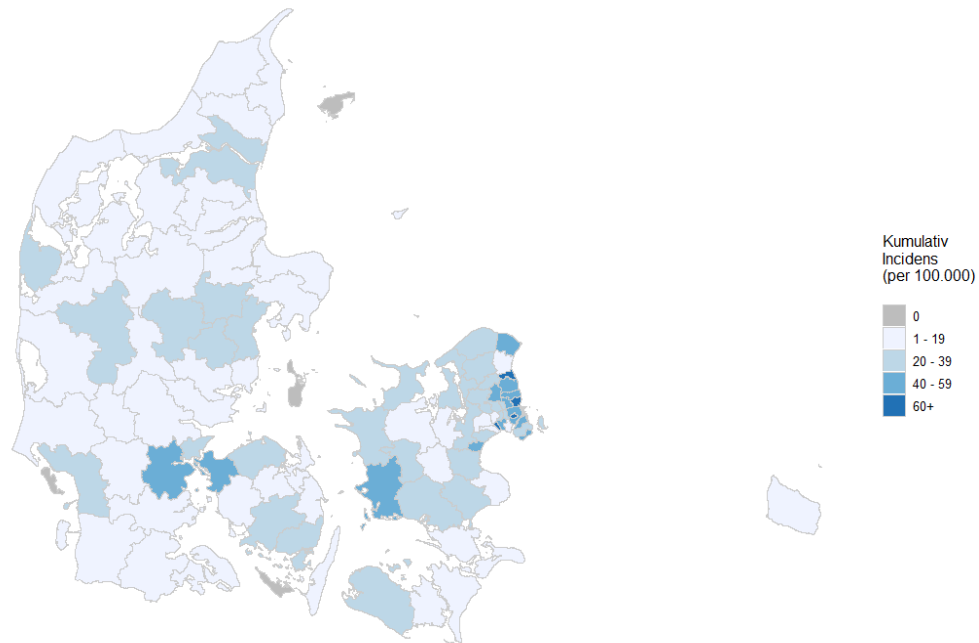 Kumulativ
Incidens
(per 100.000)
0
1 - 19
20 - 39
40 - 59
60+